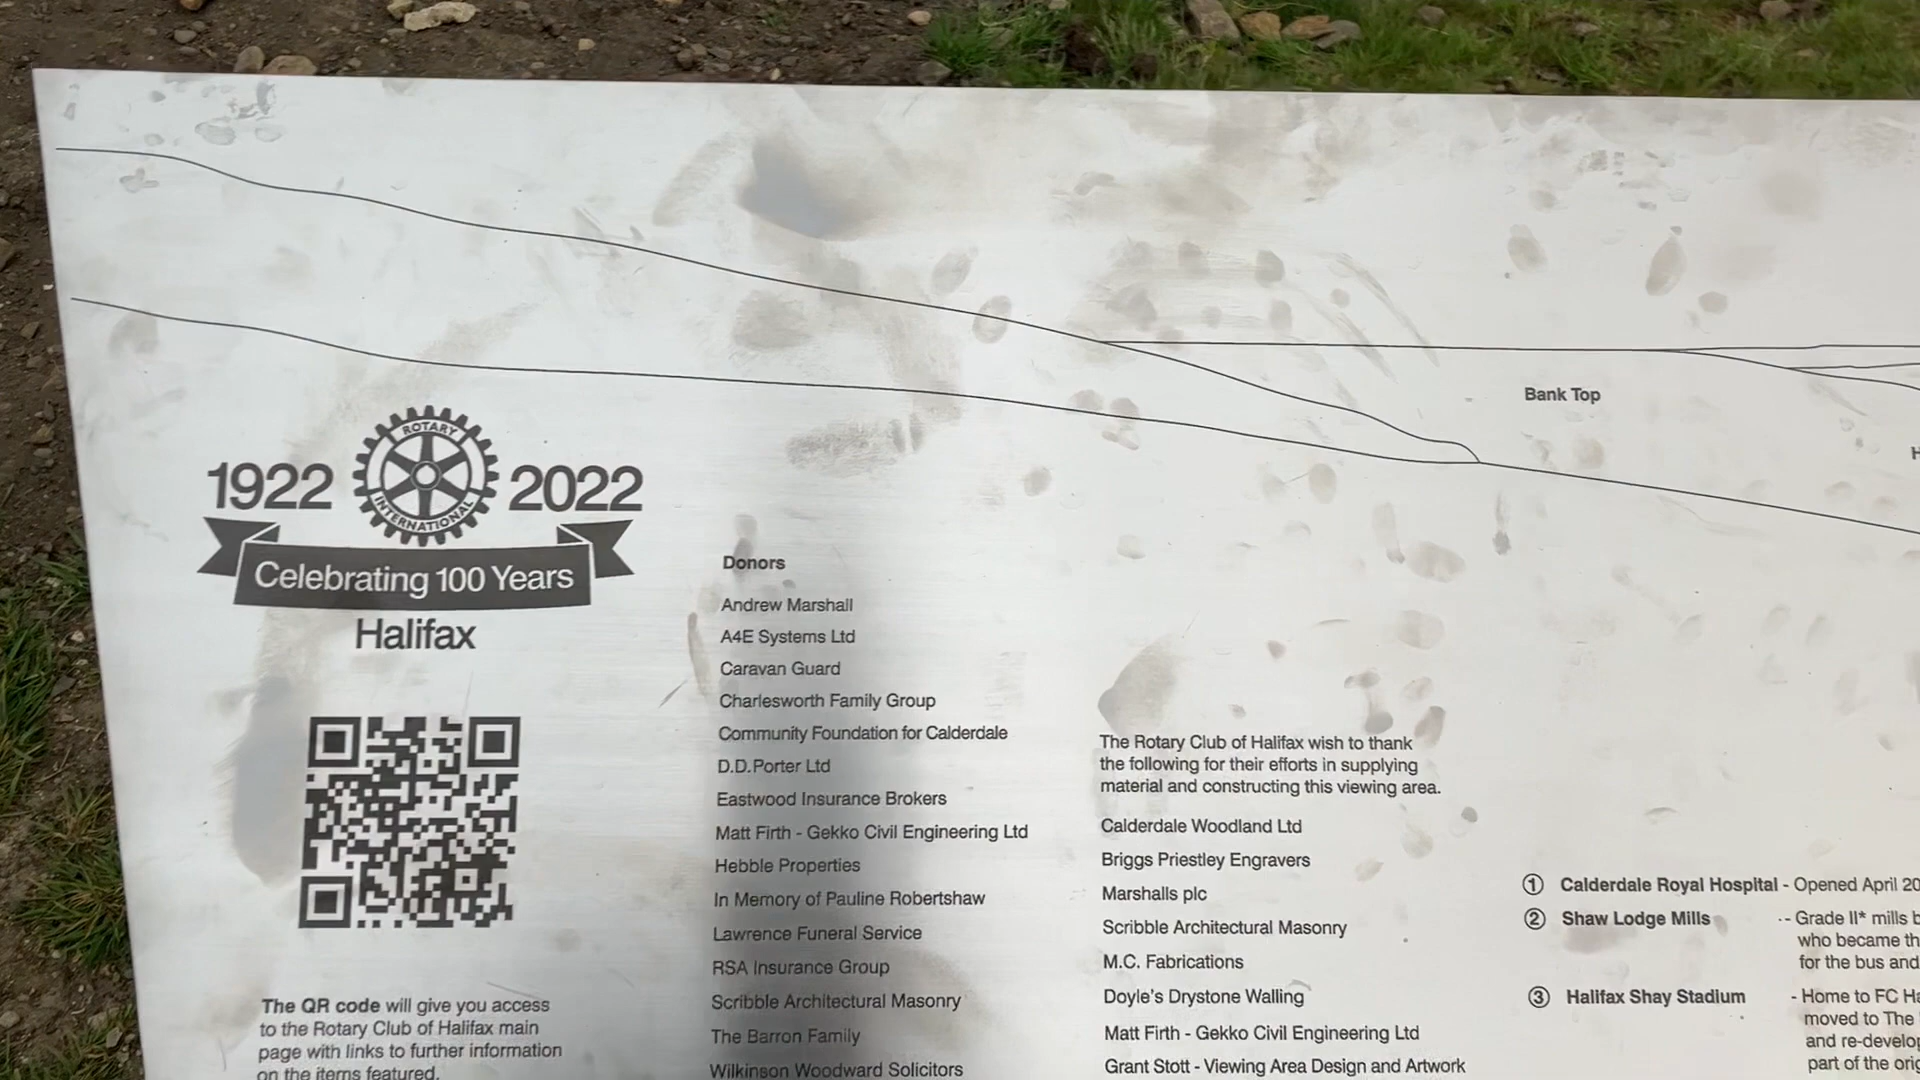 Bank Top
H
1922
ROTARY
INTERNATIONAL
2022
Celebrating 100 Years
Halifax
The QR code will give you access
to the Rotary Club of Halifax main
page with links to further information
on the items featured.
Donors
Andrew Marshall
A4E Systems Ltd
Caravan Guard
Charlesworth Family Group
Community Foundation for Calderdale
D.D.Porter Ltd
Eastwood Insurance Brokers
Matt Firth - Gekko Civil Engineering Ltd
Hebble Properties
In Memory of Pauline Robertshaw
Lawrence Funeral Service
RSA Insurance Group
Scribble Architectural Masonry
The Barron Family
Wilkinson Woodward Solicitors
The Rotary Club of Halifax wish to thank
the following for their efforts in supplying
material and constructing this viewing area.
Calderdale Woodland Ltd
Briggs Priestley Engravers
Marshalls plc
Scribble Architectural Masonry
M.C. Fabrications
Doyle's Drystone Walling
Matt Firth - Gekko Civil Engineering Ltd
Grant Stott - Viewing Area Design and Artwork
1 Calderdale Royal Hospital - Opened April 20
2 Shaw Lodge Mills -- Grade II* mills b
who became th
for the bus and
3 Halifax Shay Stadium - Home to FC Ha
moved to The
and re-develop
part of the orig